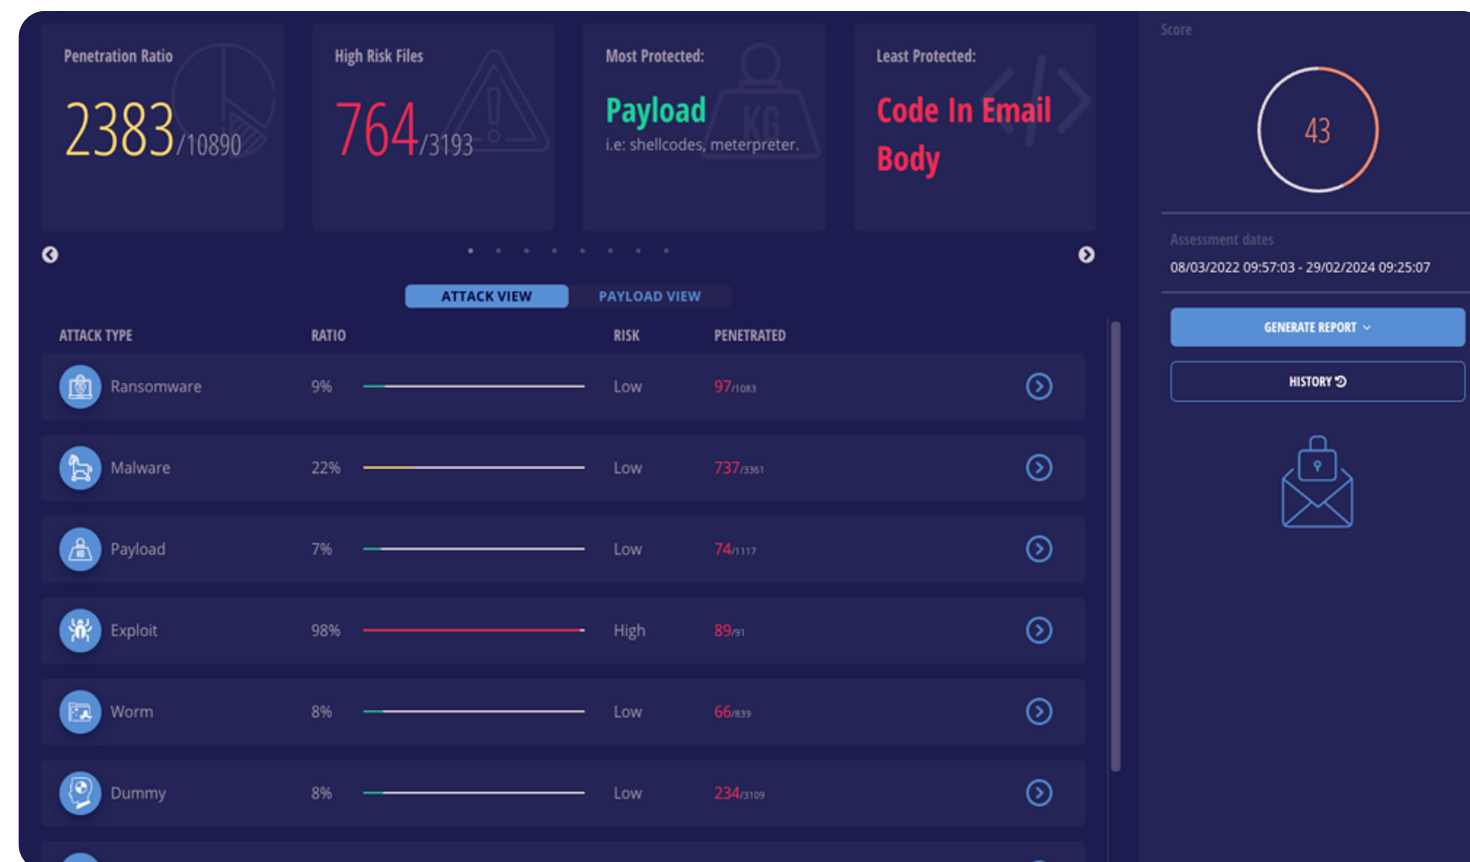 Penetration Ratio
2383/10890
High Risk Files
764/3193
Most Protected:
Payload
i.e: shellcodes, meterpreter.
KG
Least Protected:
Code In Email
Body
Score
43
Assessment dates
08/03/2022 09:57:03 - 29/02/2024 09:25:07
GENERATE REPORT
HISTORY
ATTACK VIEW PAYLOAD VIEW
ATTACK TYPE RATIO RISK PENETRATED
Ransomware 9% Low 97/1083
Malware 22% Low 737/3361
Payload 7% Low 74/1117
Exploit 98% High 89/91
Worm 8% Low 66/839
Dummy 8% Low 234/3109